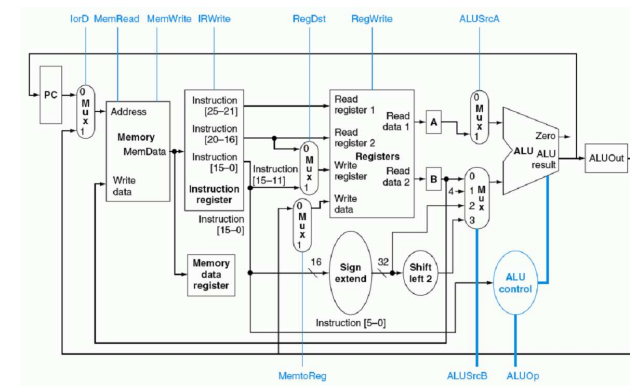 IorD MemRead MemWrite IRWrite RegDst RegWrite ALUSrcA
PC
0
M
u
x
1
Address
Memory
MemData
Write
data
Instruction
[25–21]
Instruction
[20–16]
Instruction
[15–0]
Instruction
register
Instruction
[15–0]
Memory
data
register
Instruction
[15–11]
0
M
u
x
1
0
M
u
x
1
Read
register 1
Read
register 2
Write
register
Write
data
Registers
Read
data 1
Read
data 2
A
B
4
0
M
u
x
1
0
1
M
u
x
2
3
Zero
ALU
ALU
result
ALUOut
16
Sign
extend
32
Shift
left 2
ALU
control
Instruction [5–0]
MemtoReg ALUSrcB ALUOp